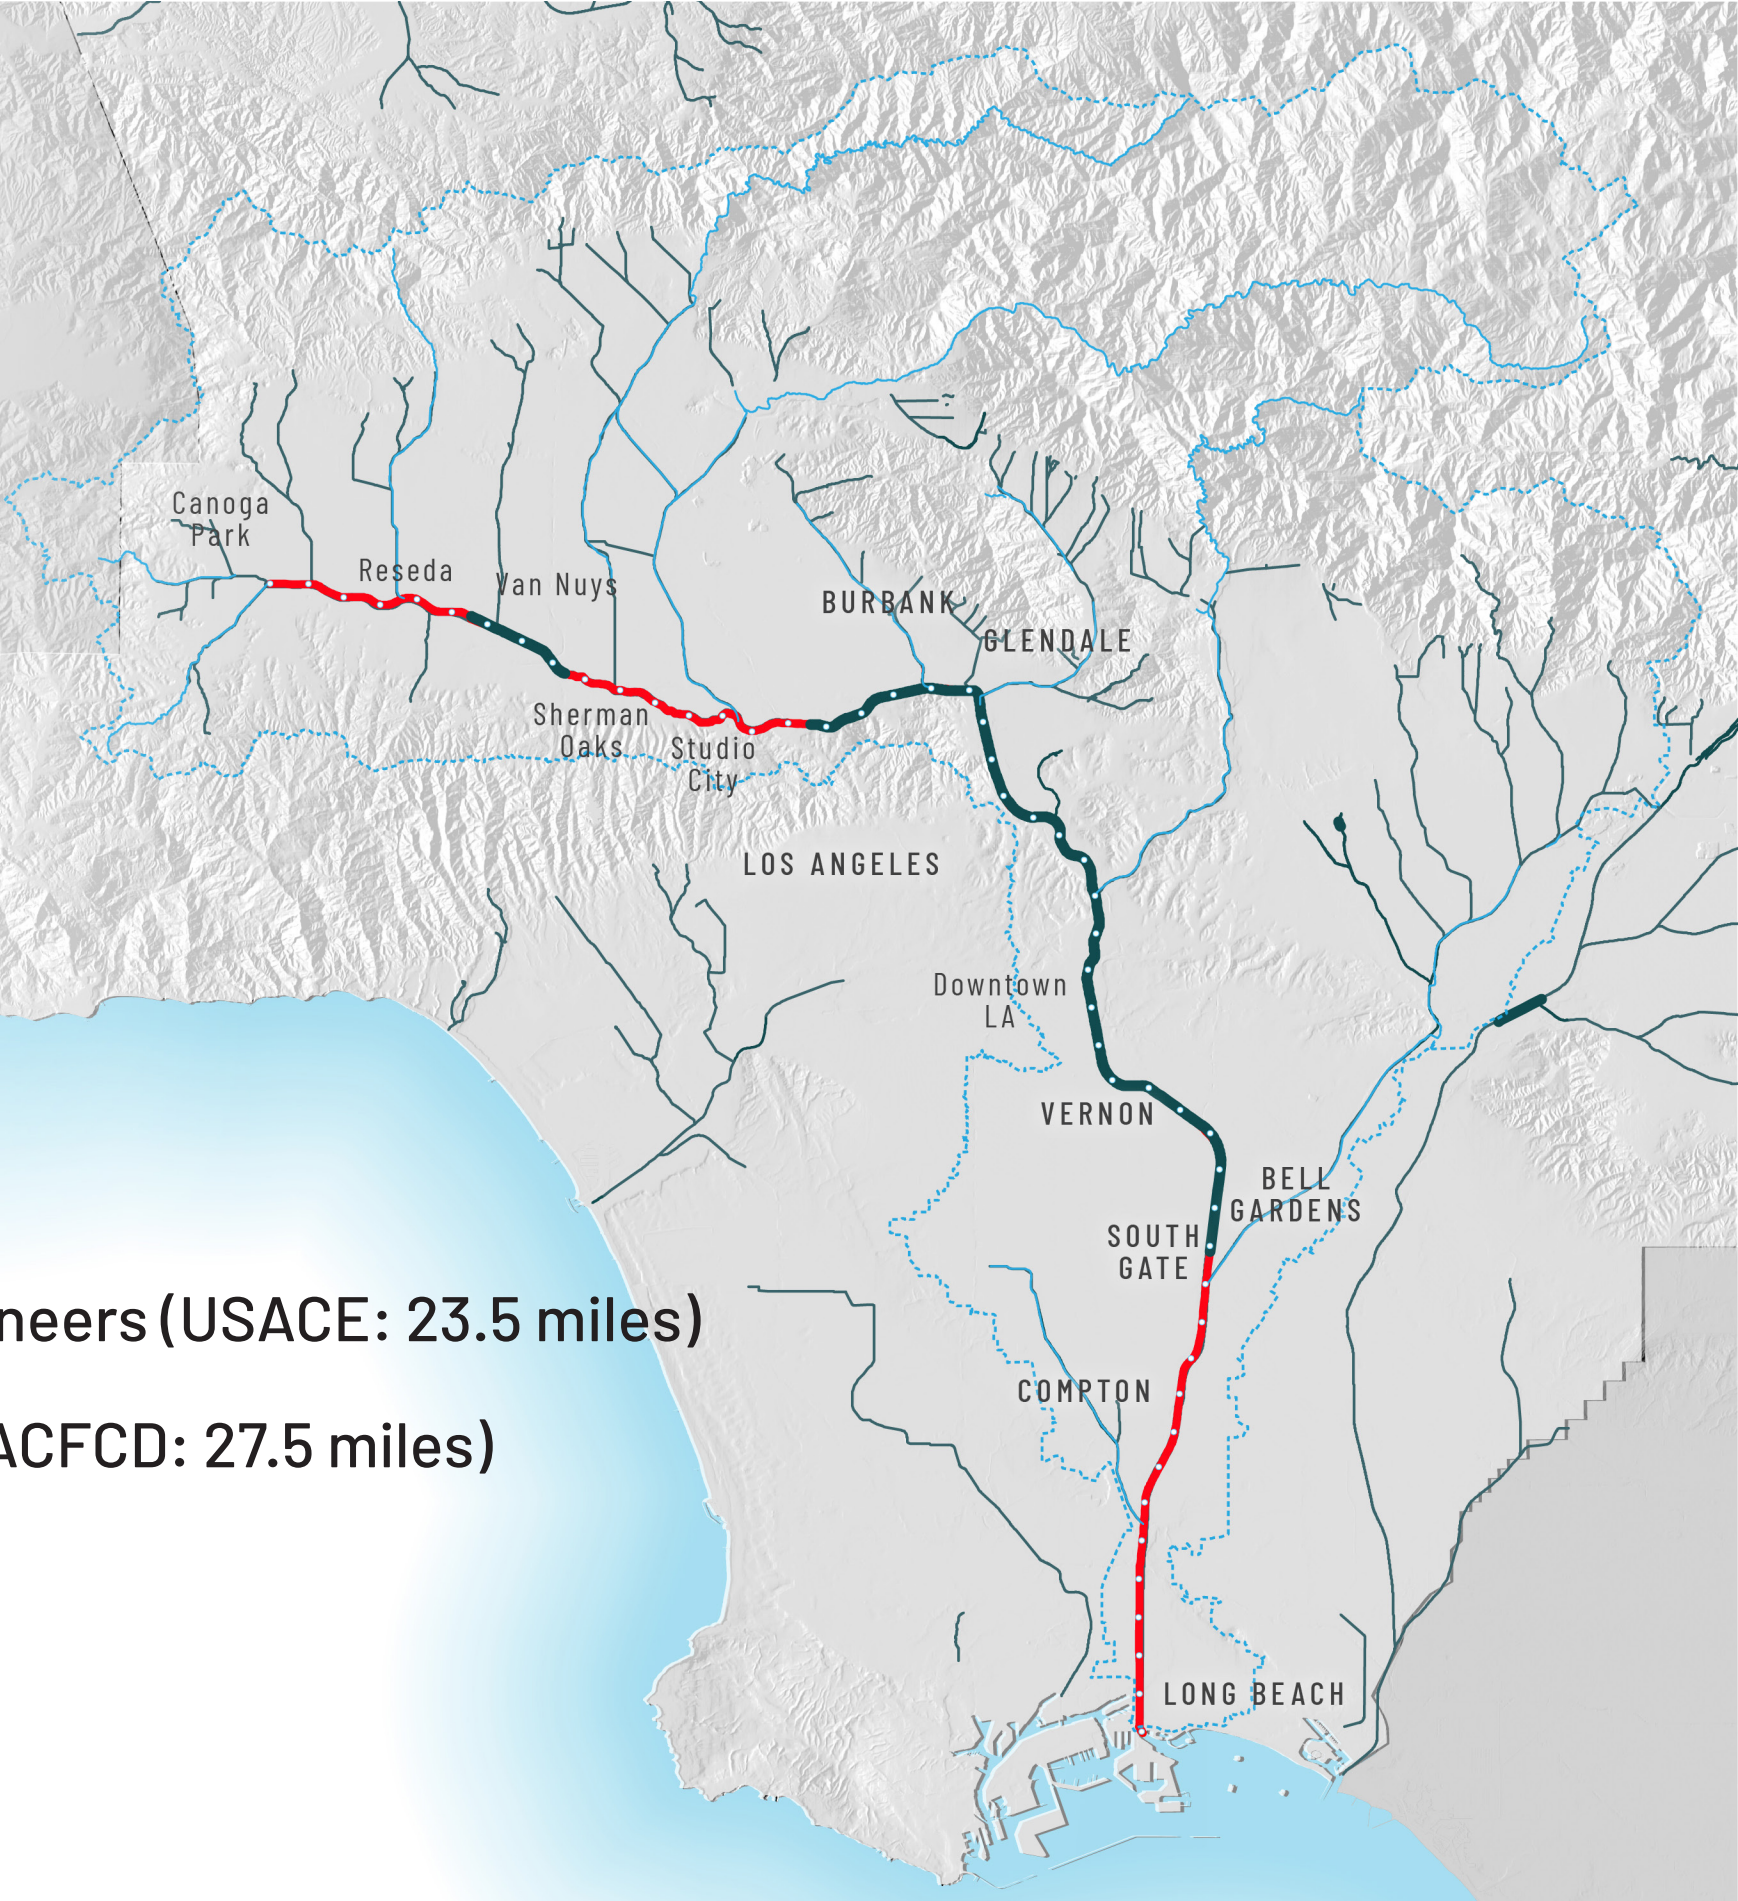 Canoga
Park
Reseda
Van Nuys
BURBANK
GLENDALE
Sherman
Oaks
Studio
City
LOS ANGELES
Downtown
LA
VERNON
BELL
GARDENS
SOUTH
GATE
neers (USACE: 23.5 miles)
COMPTON
ACFCD: 27.5 miles)
LONG BEACH